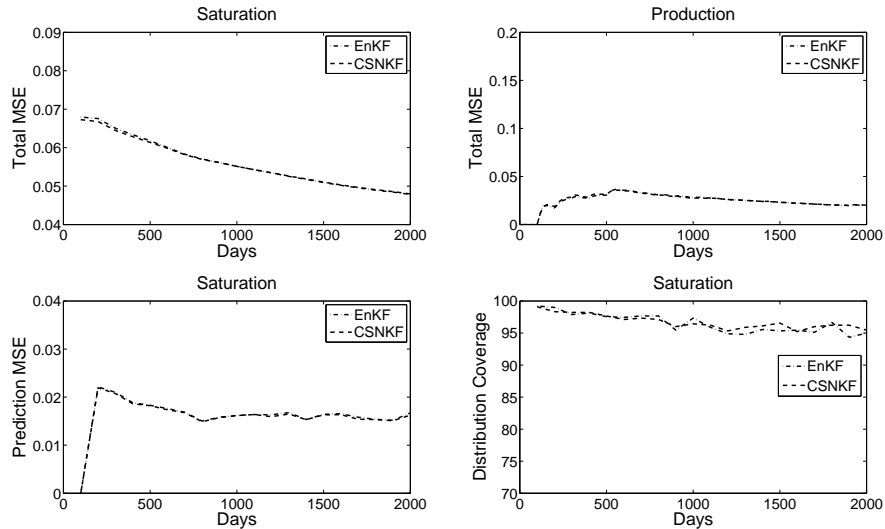 Saturation
0.09
0.08
0.07
0.06
0.05
0.04
Total MSE
EnKF
CSNKF
0 500 1000 1500 2000
Days
Production
0.2
0.15
0.1
0.05
0
Total MSE
EnKF
CSNKF
0 500 1000 1500 2000
Days
Saturation
0.04
0.03
0.02
0.01
0
Prediction MSE
EnKF
CSNKF
0 500 1000 1500 2000
Days
Saturation
100
95
90
85
80
75
70
Distribution Coverage
EnKF
CSNKF
0 500 1000 1500 2000
Days